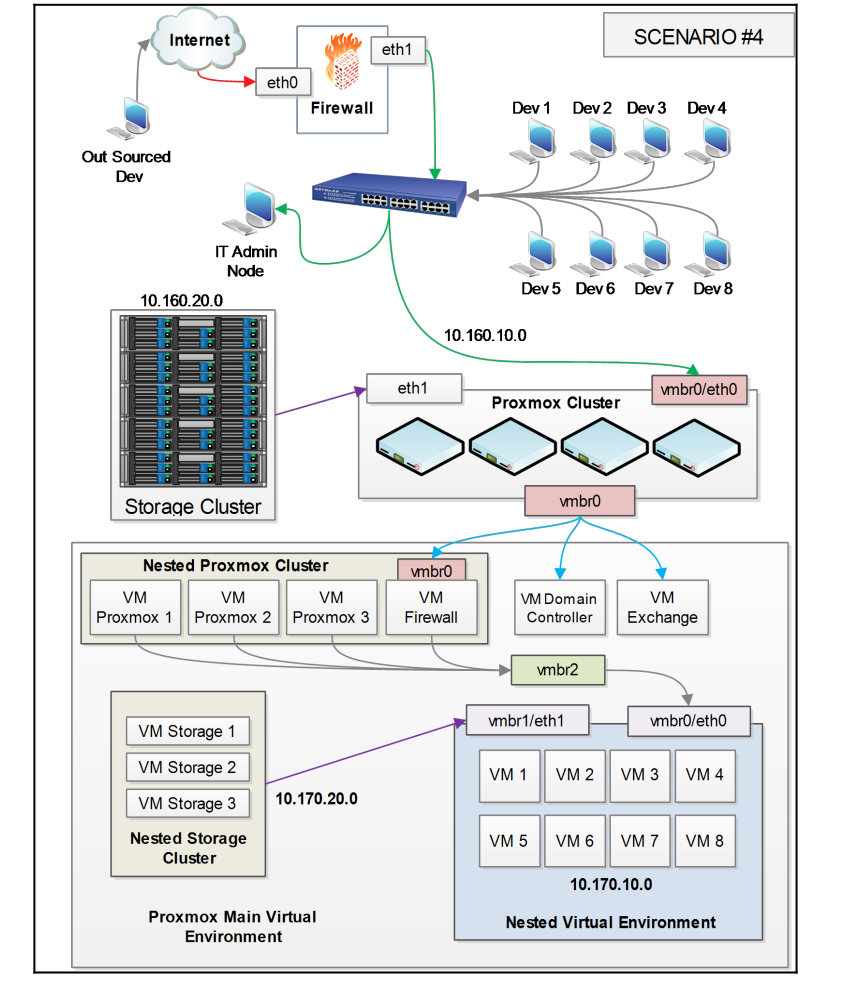 SCENARIO #4
Internet
eth0
eth1
Firewall
Out Sourced
Dev
Dev 1
Dev 2
Dev 3
Dev 4
NETGEAR
IT Admin
Node
Dev 5
Dev 6
Dev 7
Dev 8
10.160.20.0
10.160.10.0
Storage Cluster
eth1
vmbr0/eth0
Proxmox Cluster
vmbr0
Nested Proxmox Cluster
vmbr0
VM
Proxmox 1
VM
Proxmox 2
VM
Proxmox 3
VM
Firewall
VM Domain
Controller
VM
Exchange
vmbr2
VM Storage 1
VM Storage 2
VM Storage 3
Nested Storage
Cluster
10.170.20.0
vmbr1/eth1
vmbr0/eth0
VM 1
VM 2
VM 3
VM 4
VM 5
VM 6
VM 7
VM 8
10.170.10.0
Nested Virtual Environment
Proxmox Main Virtual
Environment